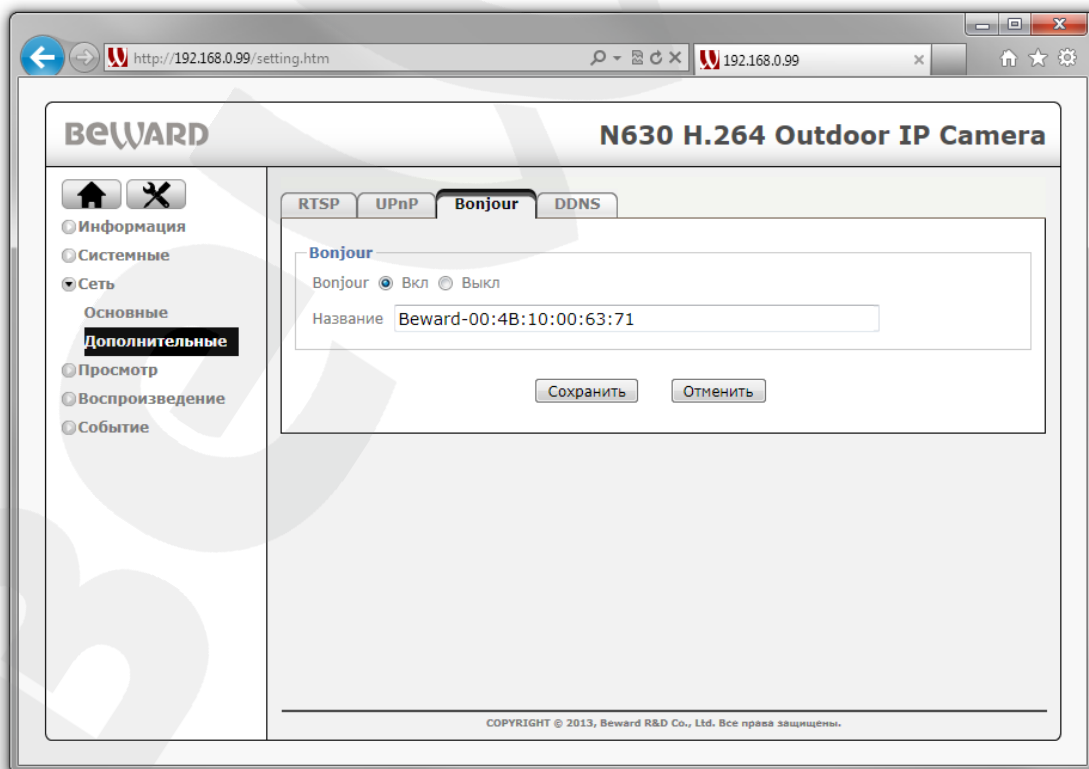 http://192.168.0.99/setting.htm
192.168.0.99
BEWARD
N630 H.264 Outdoor IP Camera
Информация
Системные
Сеть
Основные
Дополнительные
Просмотр
Воспроизведение
Событие
RTSP UPnP Bonjour DDNS
Bonjour
Bonjour Вкл Выкл
Название Beward-00:4B:10:00:63:71
Сохранить Отменить
COPYRIGHT © 2013, Beward R&D Co., Ltd. Все права защищены.